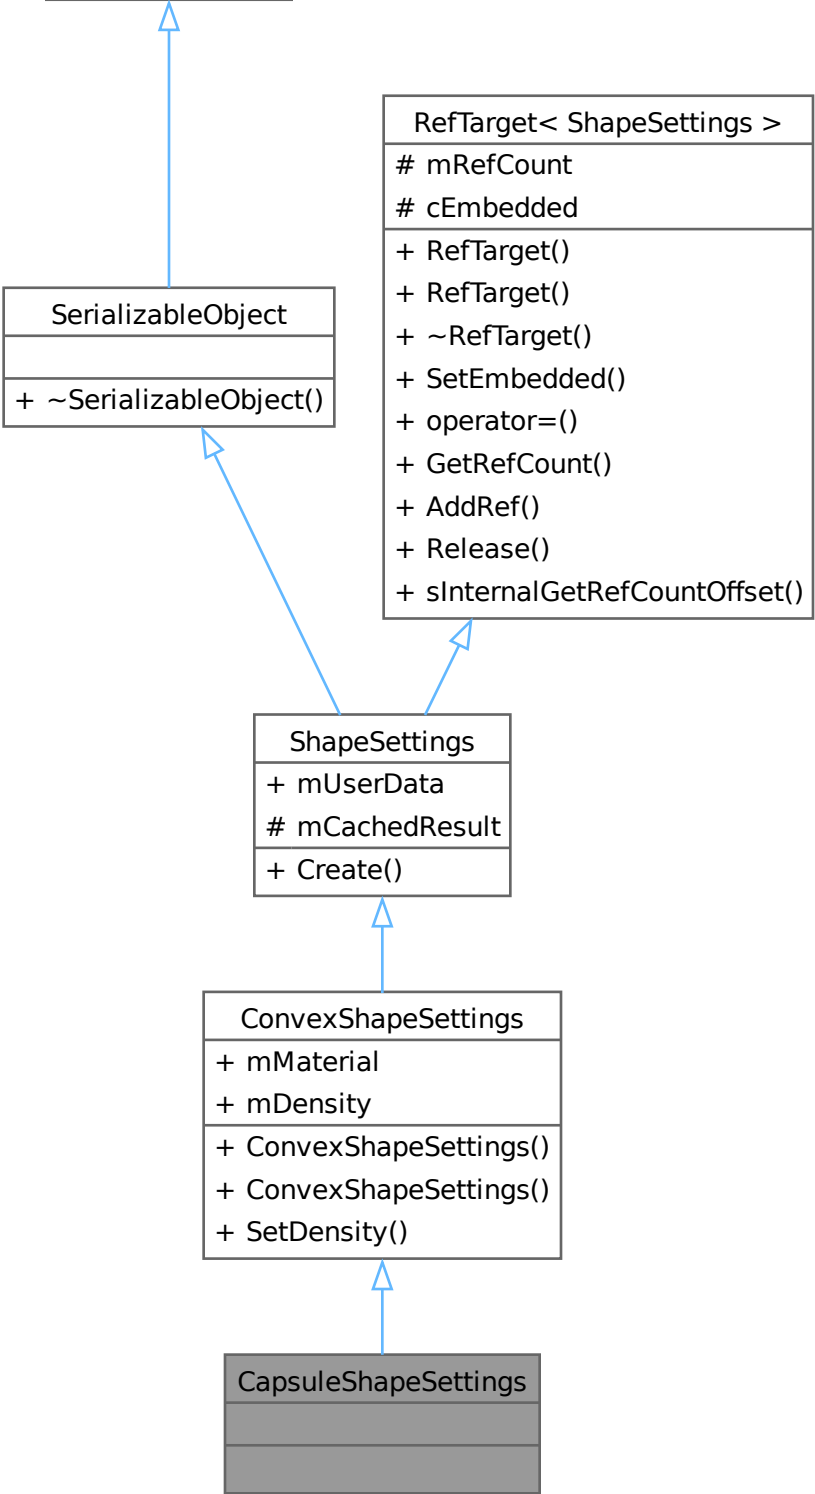 RefTarget< ShapeSettings >
# mRefCount
# cEmbedded
+ RefTarget()
+ RefTarget()
+ ~RefTarget()
+ SetEmbedded()
+ operator=()
+ GetRefCount()
+ AddRef()
+ Release()
+ sInternalGetRefCountOffset()
SerializableObject
+ ~SerializableObject()
ShapeSettings
+ mUserData
# mCachedResult
+ Create()
ConvexShapeSettings
+ mMaterial
+ mDensity
+ ConvexShapeSettings()
+ ConvexShapeSettings()
+ SetDensity()
CapsuleShapeSettings